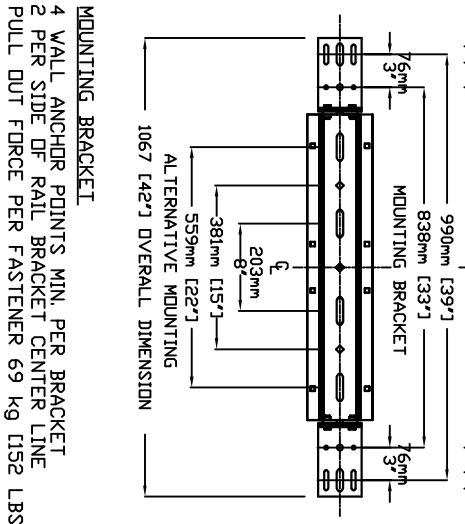 990mm [39"]
838mm [33"]
76mm
3"
76mm
3"
MOUNTING BRACKET
℄
203mm
8"
381mm [15"]
559mm [22"]
ALTERNATIVE MOUNTING
1067 [42"] OVERALL DIMENSION
MOUNTING BRACKET
4 WALL ANCHOR POINTS MIN. PER BRACKET
2 PER SIDE OF RAIL BRACKET CENTER LINE
PULL OUT FORCE PER FASTENER 69 kg [152 LBS